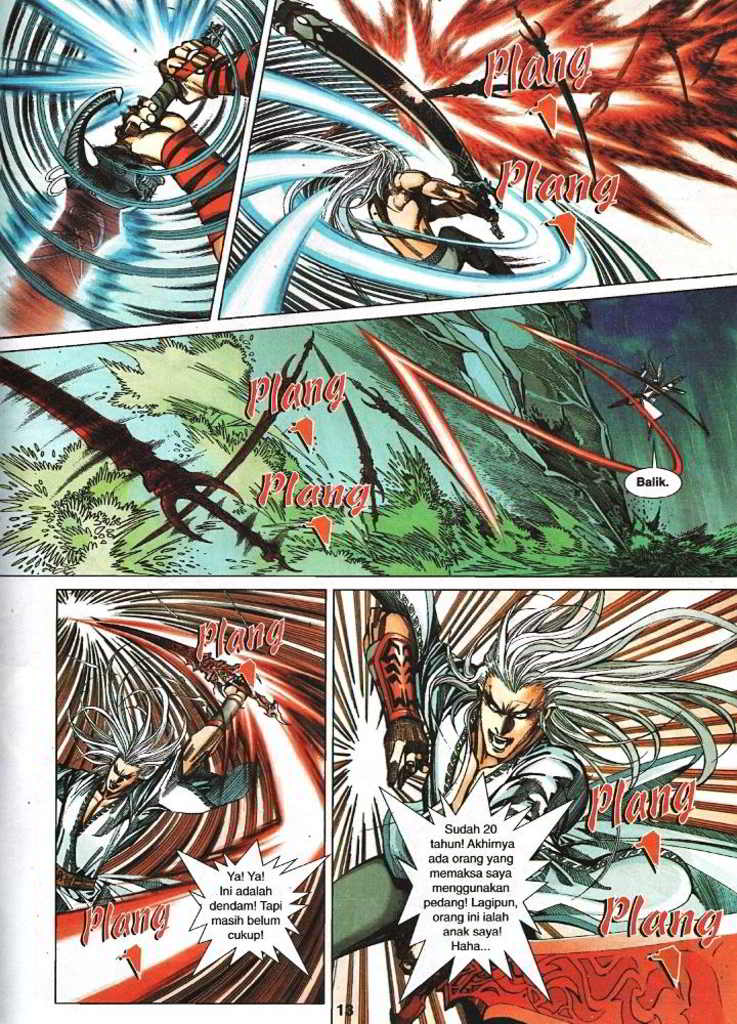 Plang
Plang
Plang
Plang
Balik.
Plang
Ya! Ya!
Ini adalah
dendam! Tapi
masih belum
cukup!
Plang
Sudah 20
tahun! Akhirnya
ada orang yang
memaksa saya
menggunakan
pedang! Lagipun,
orang ini ialah
anak saya!
Haha...
Plang
Plang
13